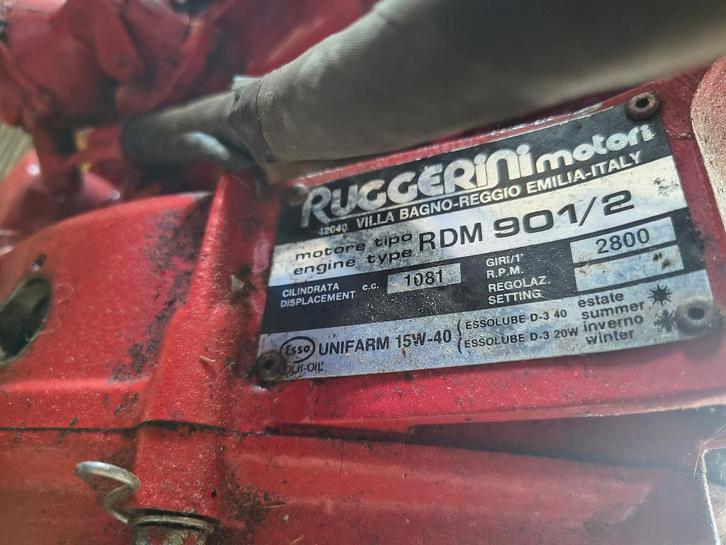 RUGGERINI motori
42040 VILLA BAGNO-REGGIO EMILIA-ITALY
motore tipo
engine type RDM 901/2
CILINDRATA
DISPLACEMENT c.c. 1081
GIRI/1'
R.P.M. 2800
REGOLAZ.
SETTING
Esso UNIFARM 15W-40
ESSOLUBE D-3 40 estate
summer
ESSOLUBE D-3 20W inverno
winter